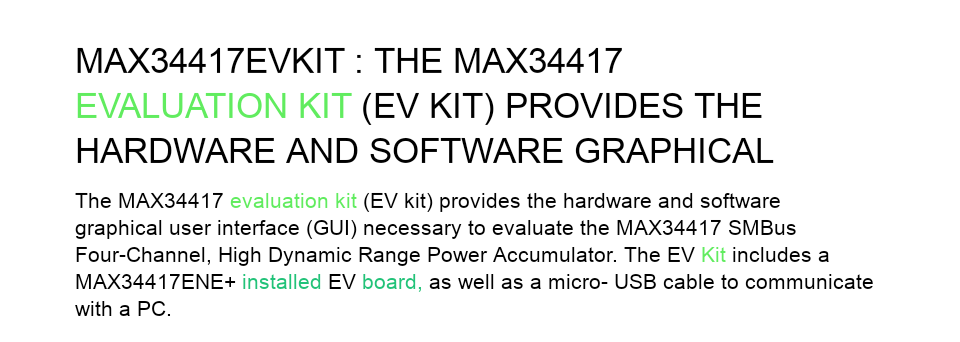 MAX34417EVKIT : THE MAX34417
EVALUATION KIT (EV KIT) PROVIDES THE
HARDWARE AND SOFTWARE GRAPHICAL
The MAX34417 evaluation kit (EV kit) provides the hardware and software
graphical user interface (GUI) necessary to evaluate the MAX34417 SMBus
Four-Channel, High Dynamic Range Power Accumulator. The EV Kit includes a
MAX34417ENE+ installed EV board, as well as a micro- USB cable to communicate
with a PC.